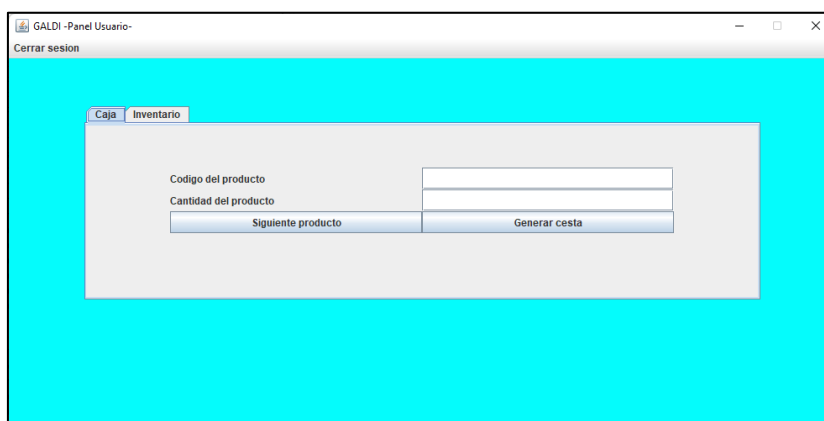 GALDI -Panel Usuario-
Cerrar sesion
Caja Inventario
Codigo del producto
Cantidad del producto
Siguiente producto Generar cesta